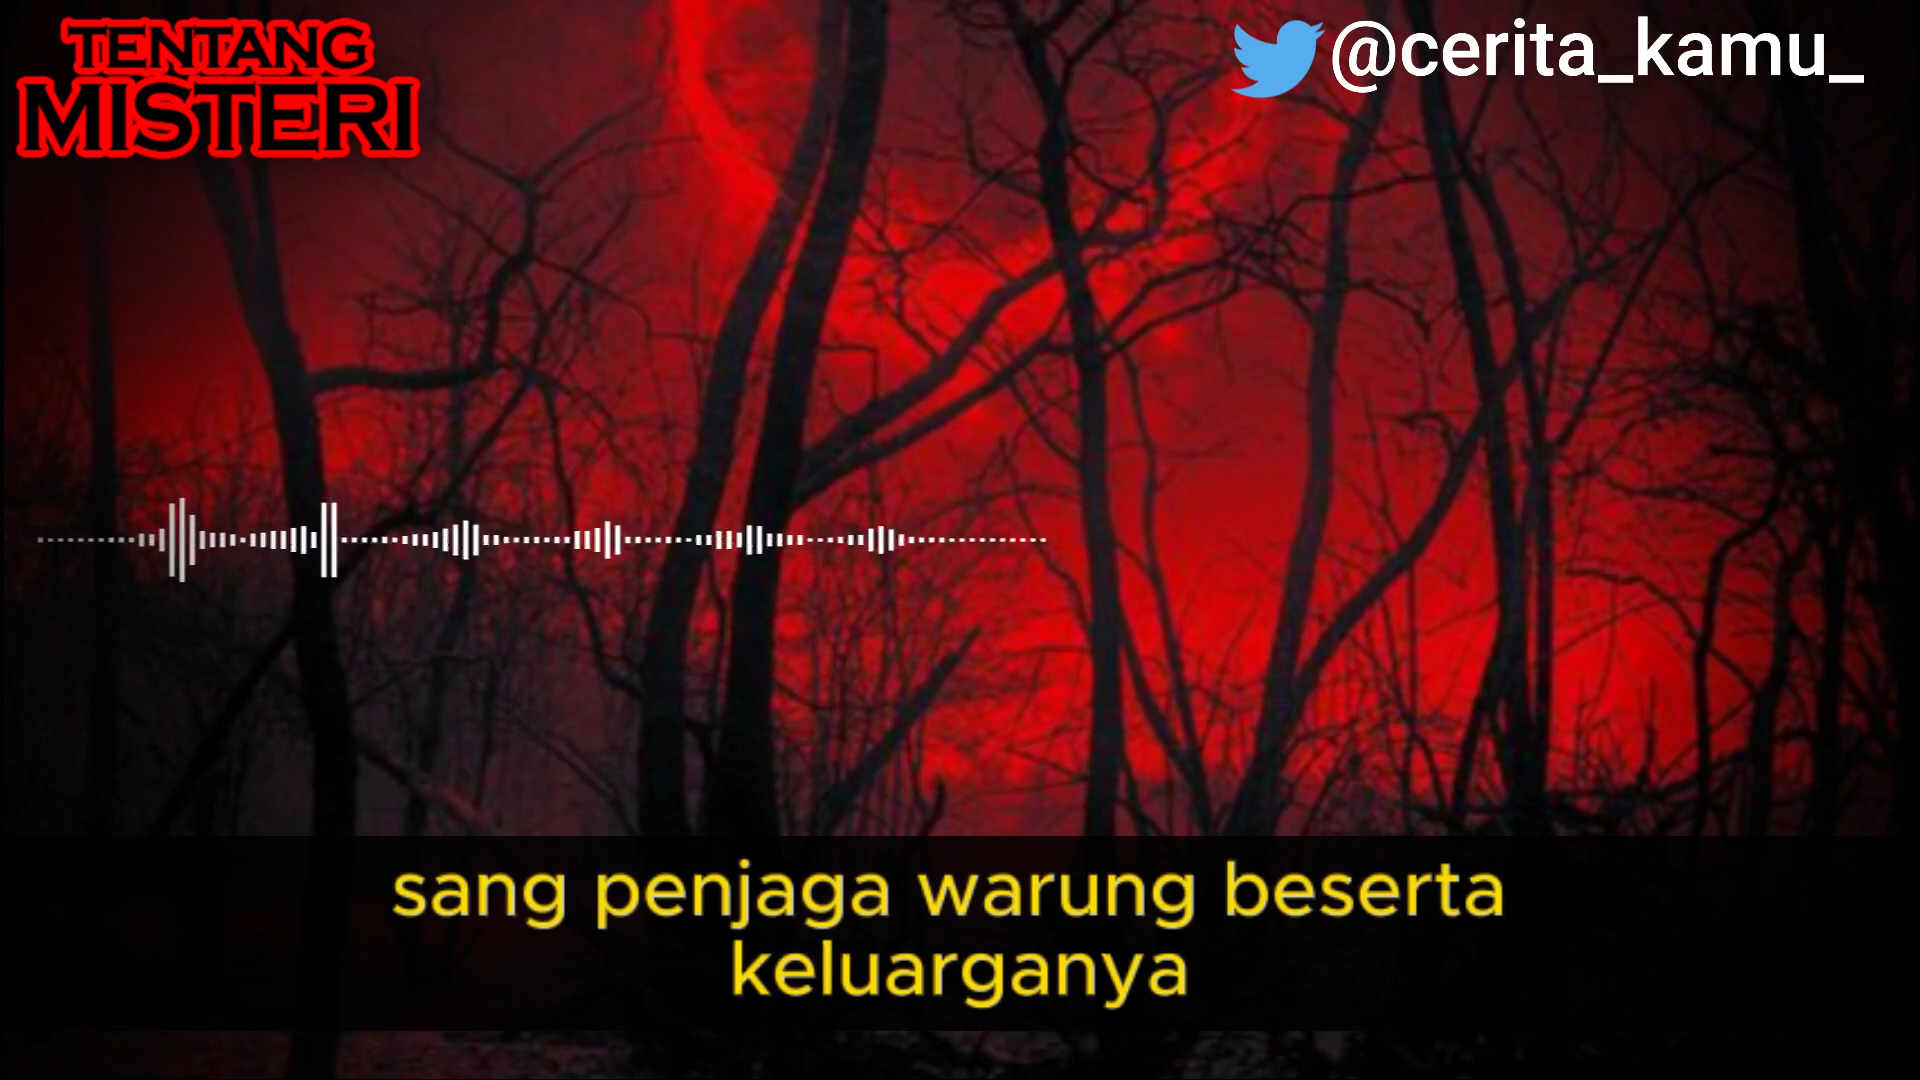 TENTANG
MISTERI
@cerita_kamu_
sang penjaga warung beserta
keluarganya